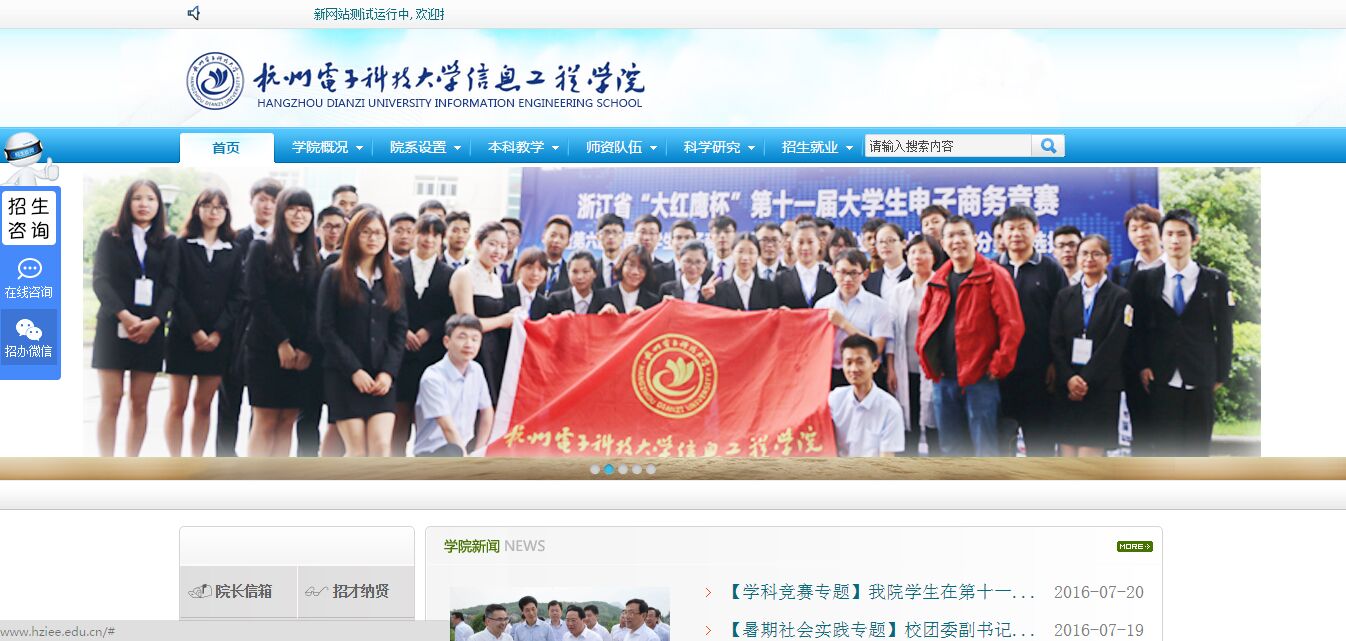 新网站测试运行中, 欢迎
杭州电子科技大学信息工程学院
HANGZHOU DIANZI UNIVERSITY INFORMATION ENGINEERING SCHOOL
首页 学院概况 院系设置 本科教学 师资队伍 科学研究 招生就业 请输入搜索内容
招生
咨询
在线咨询
招办微信
浙江省“大红鹰杯”第十一届大学生电子商务竞赛
HANGZHOU DIANZI UNIVERSITY
杭州电子科技大学信息工程学院
学院新闻 NEWS MORE
院长信箱 招才纳贤
【学科竞赛专题】我院学生在第十一... 2016-07-20
【暑期社会实践专题】校团委副书记... 2016-07-19
www.hziee.edu.cn/#